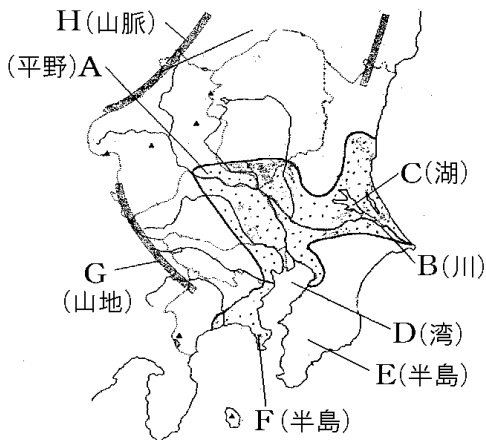 H(山脈)
(平野)A
C(湖)
B(川)
G
(山地)
D(湾)
E(半島)
F(半島)